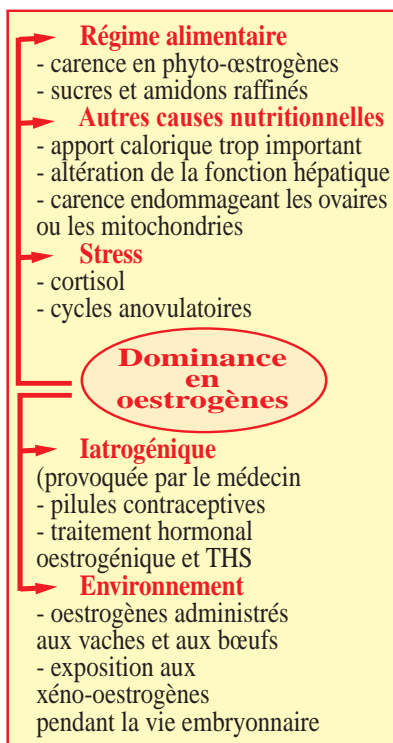 Régime alimentaire
- carence en phyto-œstrogènes
- sucres et amidons raffinés
Autres causes nutritionnelles
- apport calorique trop important
- altération de la fonction hépatique
- carence endommageant les ovaires
ou les mitochondries
Stress
- cortisol
- cycles anovulatoires
Dominance
en
oestrogènes
Iatrogénique
(provoquée par le médecin
- pilules contraceptives
- traitement hormonal
oestrogénique et THS
Environnement
- oestrogènes administrés
aux vaches et aux bœufs
- exposition aux
xéno-oestrogènes
pendant la vie embryonnaire